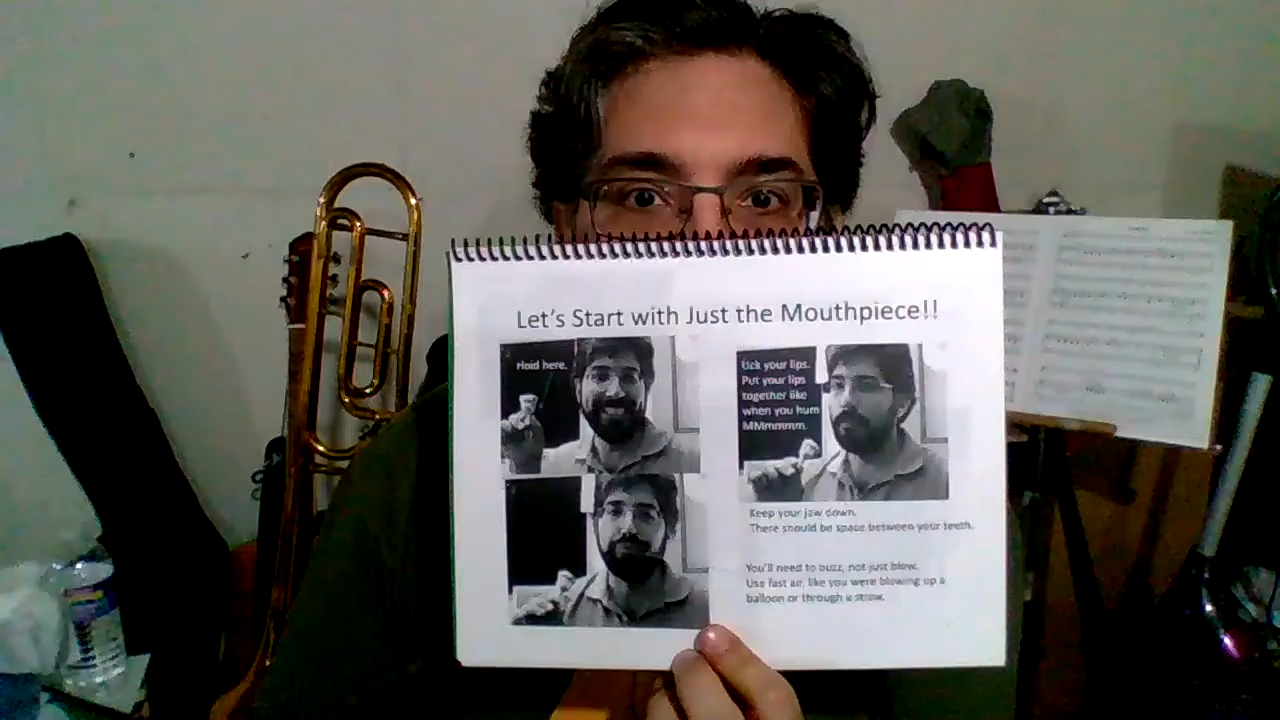 Let's Start with Just the Mouthpiece!!
Hold here.
Lick your lips.
Put your lips
together like
when you hum
MMmmmm.
Keep your jaw down.
There should be space between your teeth.
You'll need to buzz, not just blow.
Use fast air, like you were blowing up a
balloon or through a straw.